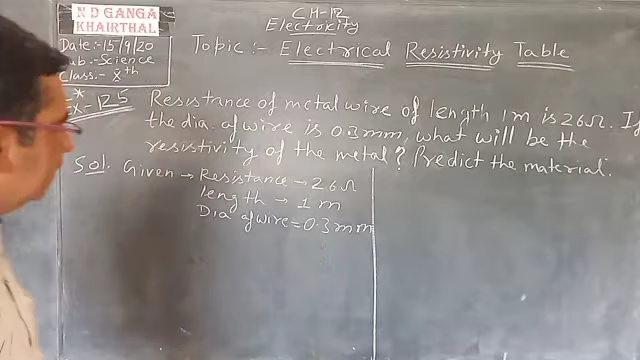 N D GANGA
KHAIRTHAL
CH-12
Electricity
Date:-15/9/20
Sub.-Science
Class.- Xth
Topic :- Electrical Resistivity Table
Ex-12.5
Resistance of metal wire of length 1m is 26Ω. If
the dia. of wire is 0.3mm, what will be the
resistivity of the metal? Predict the material.
Sol. Given → Resistance → 26Ω
length → 1 m
Dia of wire = 0.3 mm